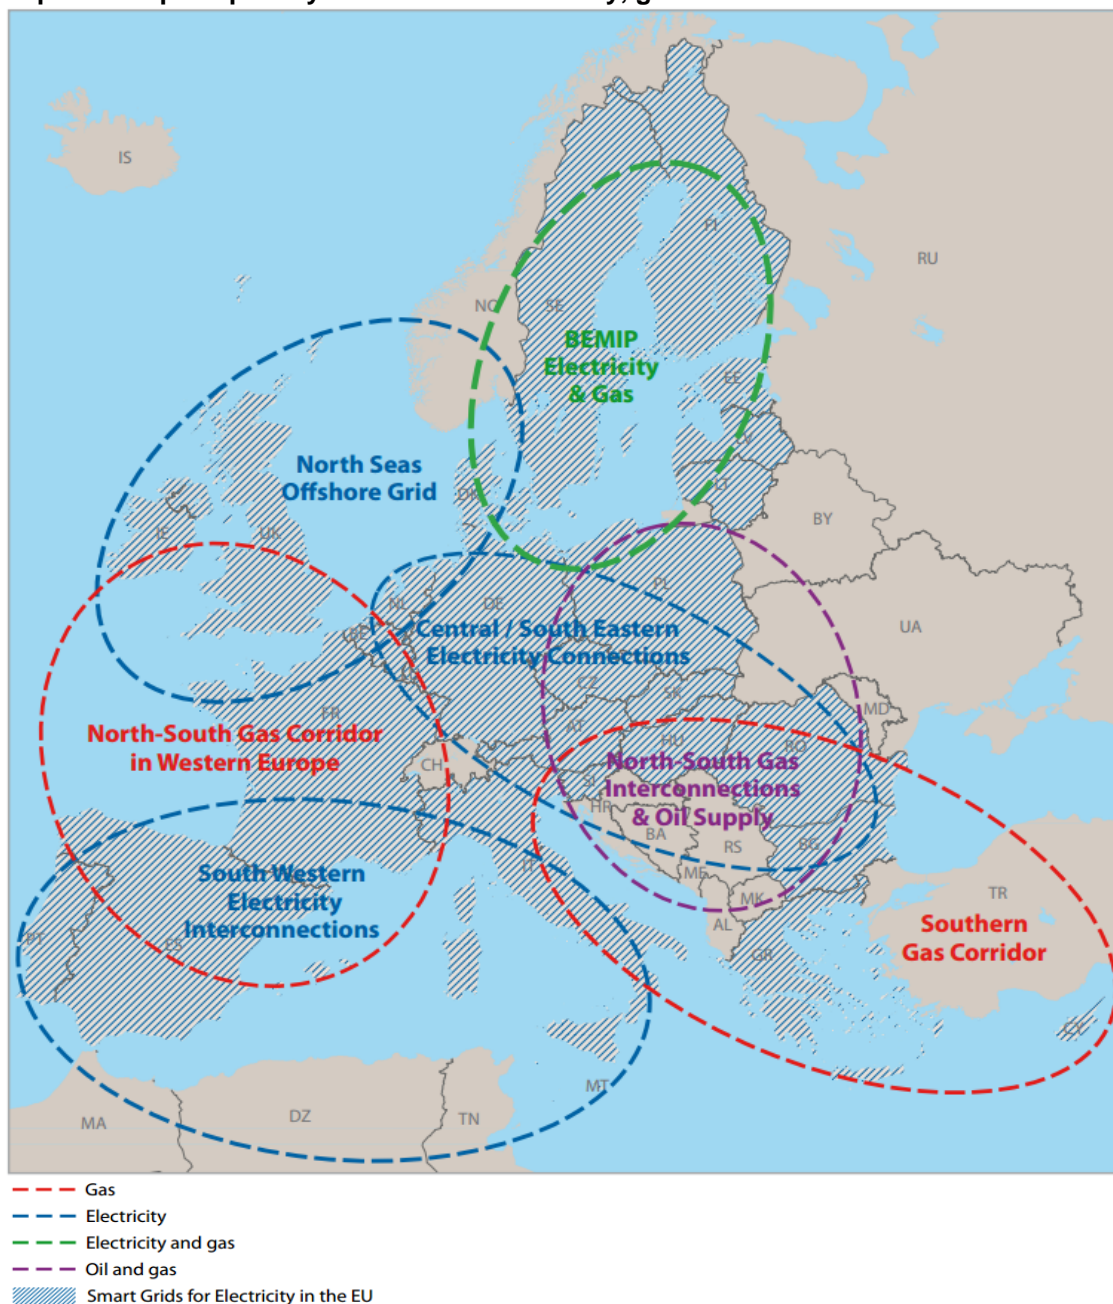 IS
RU
FI
NO
SE
BEMIP
Electricity
& Gas
EE
LV
North Seas
Offshore Grid
DK
LT
BY
IE
UK
NL
DE
PL
BE
UA
Central / South Eastern
Electricity Connections
CZ
SK
FR
MD
AT
HU
RO
North-South Gas Corridor
in Western Europe
CH
North-South Gas
Interconnections
& Oil Supply
SI
HR
BA
RS
BG
IT
ME
MK
TR
South Western
Electricity
Interconnections
AL
Southern
Gas Corridor
PT
ES
GR
CY
MT
MA
DZ
TN
Gas
Electricity
Electricity and gas
Oil and gas
Smart Grids for Electricity in the EU